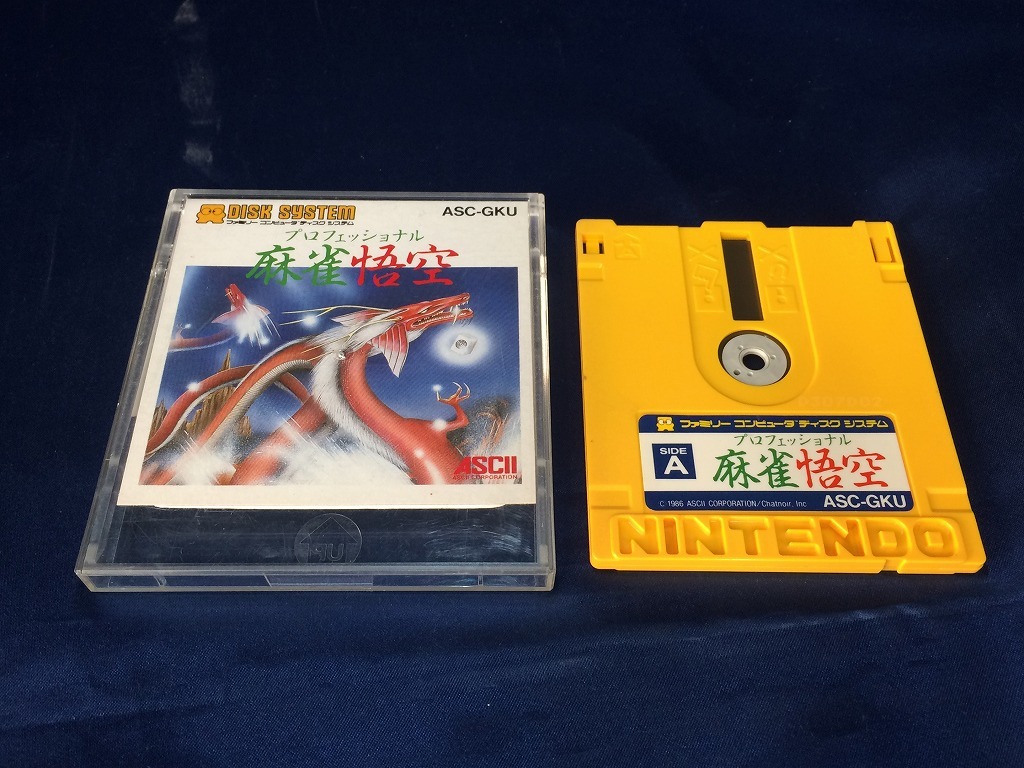 DISK SYSTEM
ファミリー コンピュータ ディスク システム
ASC-GKU
プロフェッショナル
麻雀悟空
ASCII
ASCII CORPORATION
ファミリー コンピュータ ディスク システム
プロフェッショナル
SIDE
A
麻雀悟空
C 1986 ASCII CORPORATION/Chatnoir, Inc
ASC-GKU
NINTENDO